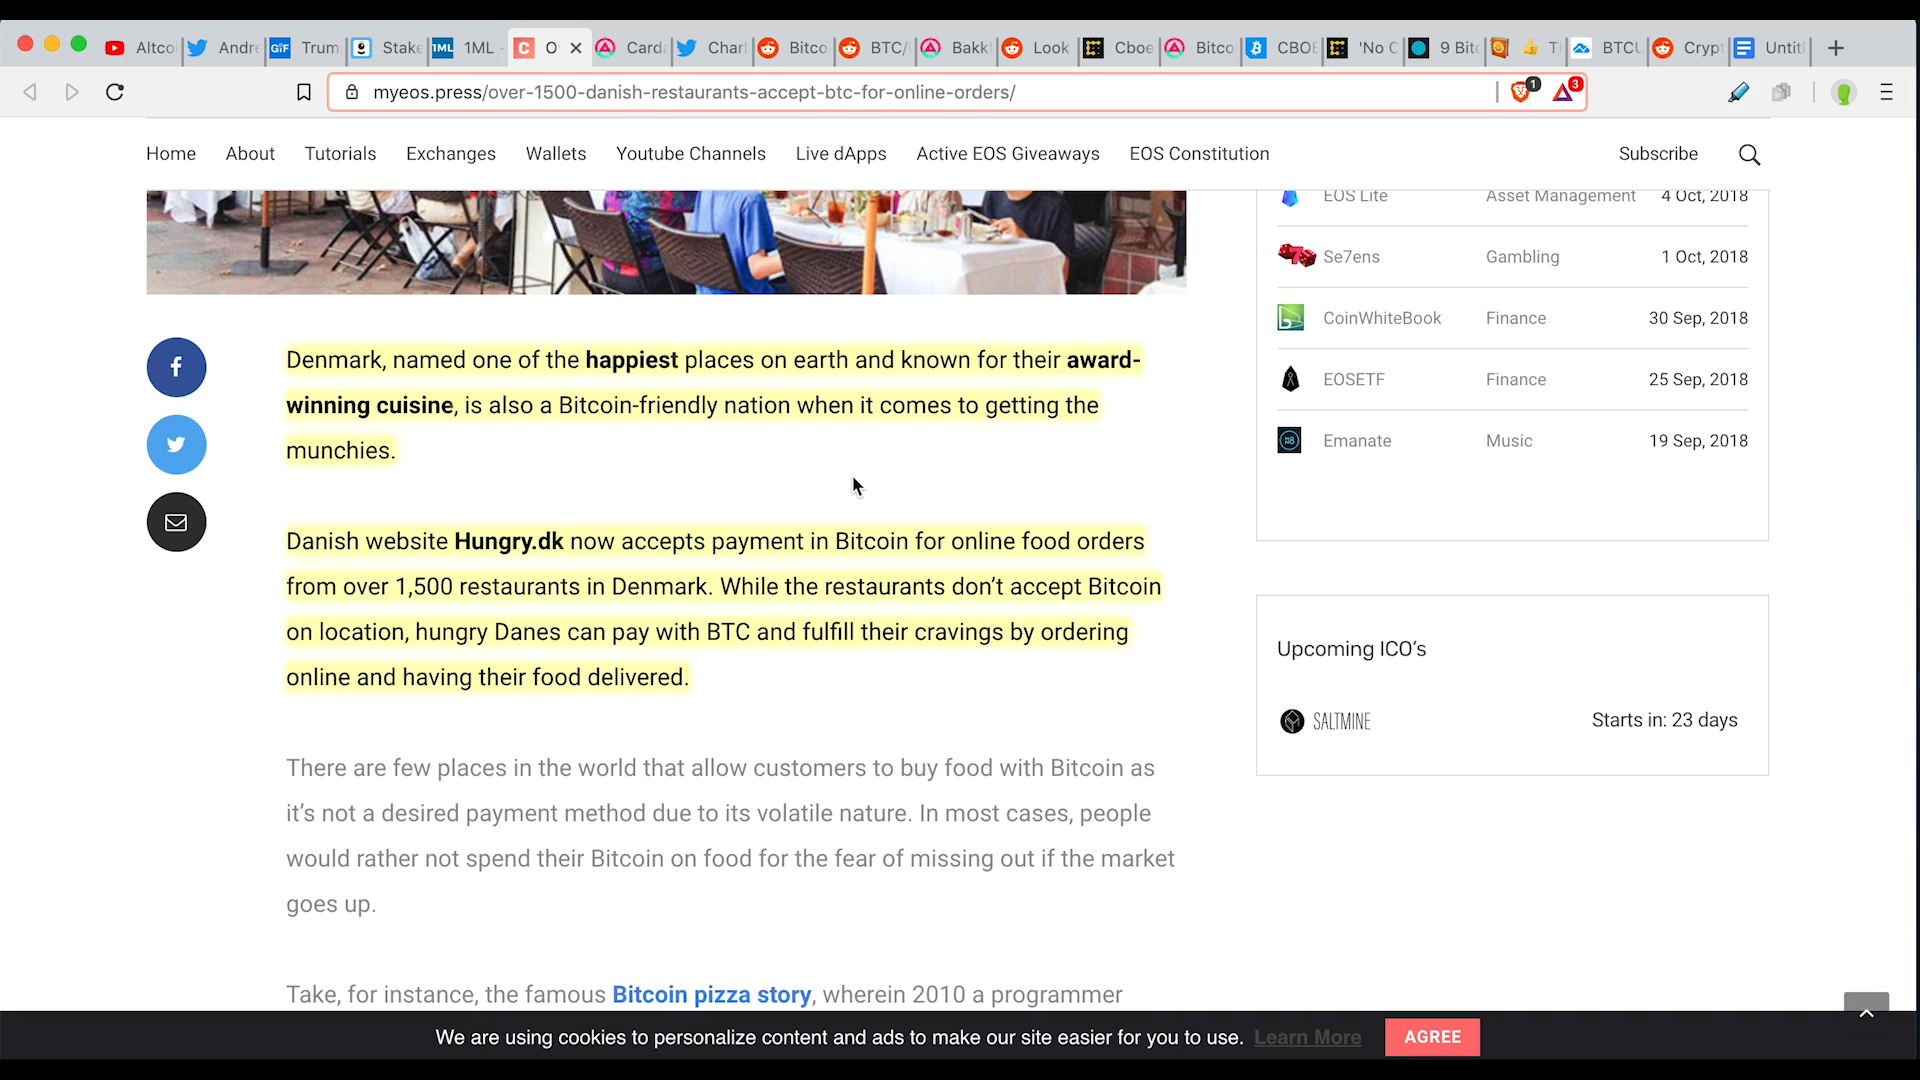 Altco
Andre
GIF Trum
Stake
1ML 1ML -
C O
Carda
Charl
Bitco
BTC/
Bakkt
Look
Cboe
Bitco
CBOE
'No C
9 Bitc
BTCU
Crypt
Untitl
myeos.press/over-1500-danish-restaurants-accept-btc-for-online-orders/
1
3
Home About Tutorials Exchanges Wallets Youtube Channels Live dApps Active EOS Giveaways EOS Constitution Subscribe
EOS Lite Asset Management 4 Oct, 2018
Se7ens Gambling 1 Oct, 2018
CoinWhiteBook Finance 30 Sep, 2018
EOSETF Finance 25 Sep, 2018
Emanate Music 19 Sep, 2018
Denmark, named one of the happiest places on earth and known for their award-
winning cuisine, is also a Bitcoin-friendly nation when it comes to getting the
munchies.
Danish website Hungry.dk now accepts payment in Bitcoin for online food orders
from over 1,500 restaurants in Denmark. While the restaurants don't accept Bitcoin
on location, hungry Danes can pay with BTC and fulfill their cravings by ordering
online and having their food delivered.
Upcoming ICO's
SALTMINE Starts in: 23 days
There are few places in the world that allow customers to buy food with Bitcoin as
it's not a desired payment method due to its volatile nature. In most cases, people
would rather not spend their Bitcoin on food for the fear of missing out if the market
goes up.
Take, for instance, the famous Bitcoin pizza story, wherein 2010 a programmer
We are using cookies to personalize content and ads to make our site easier for you to use. Learn More AGREE